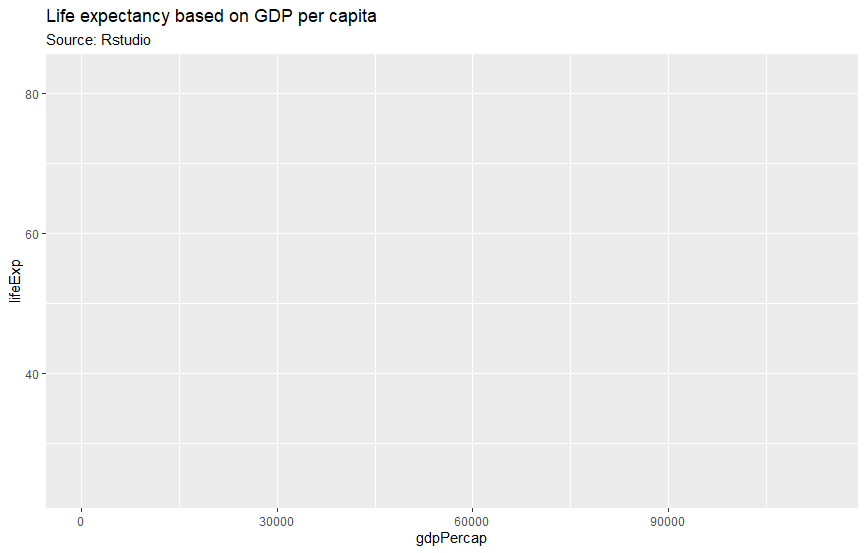 Life expectancy based on GDP per capita
Source: Rstudio
80
60
40
lifeExp
0 30000 60000 90000
gdpPercap